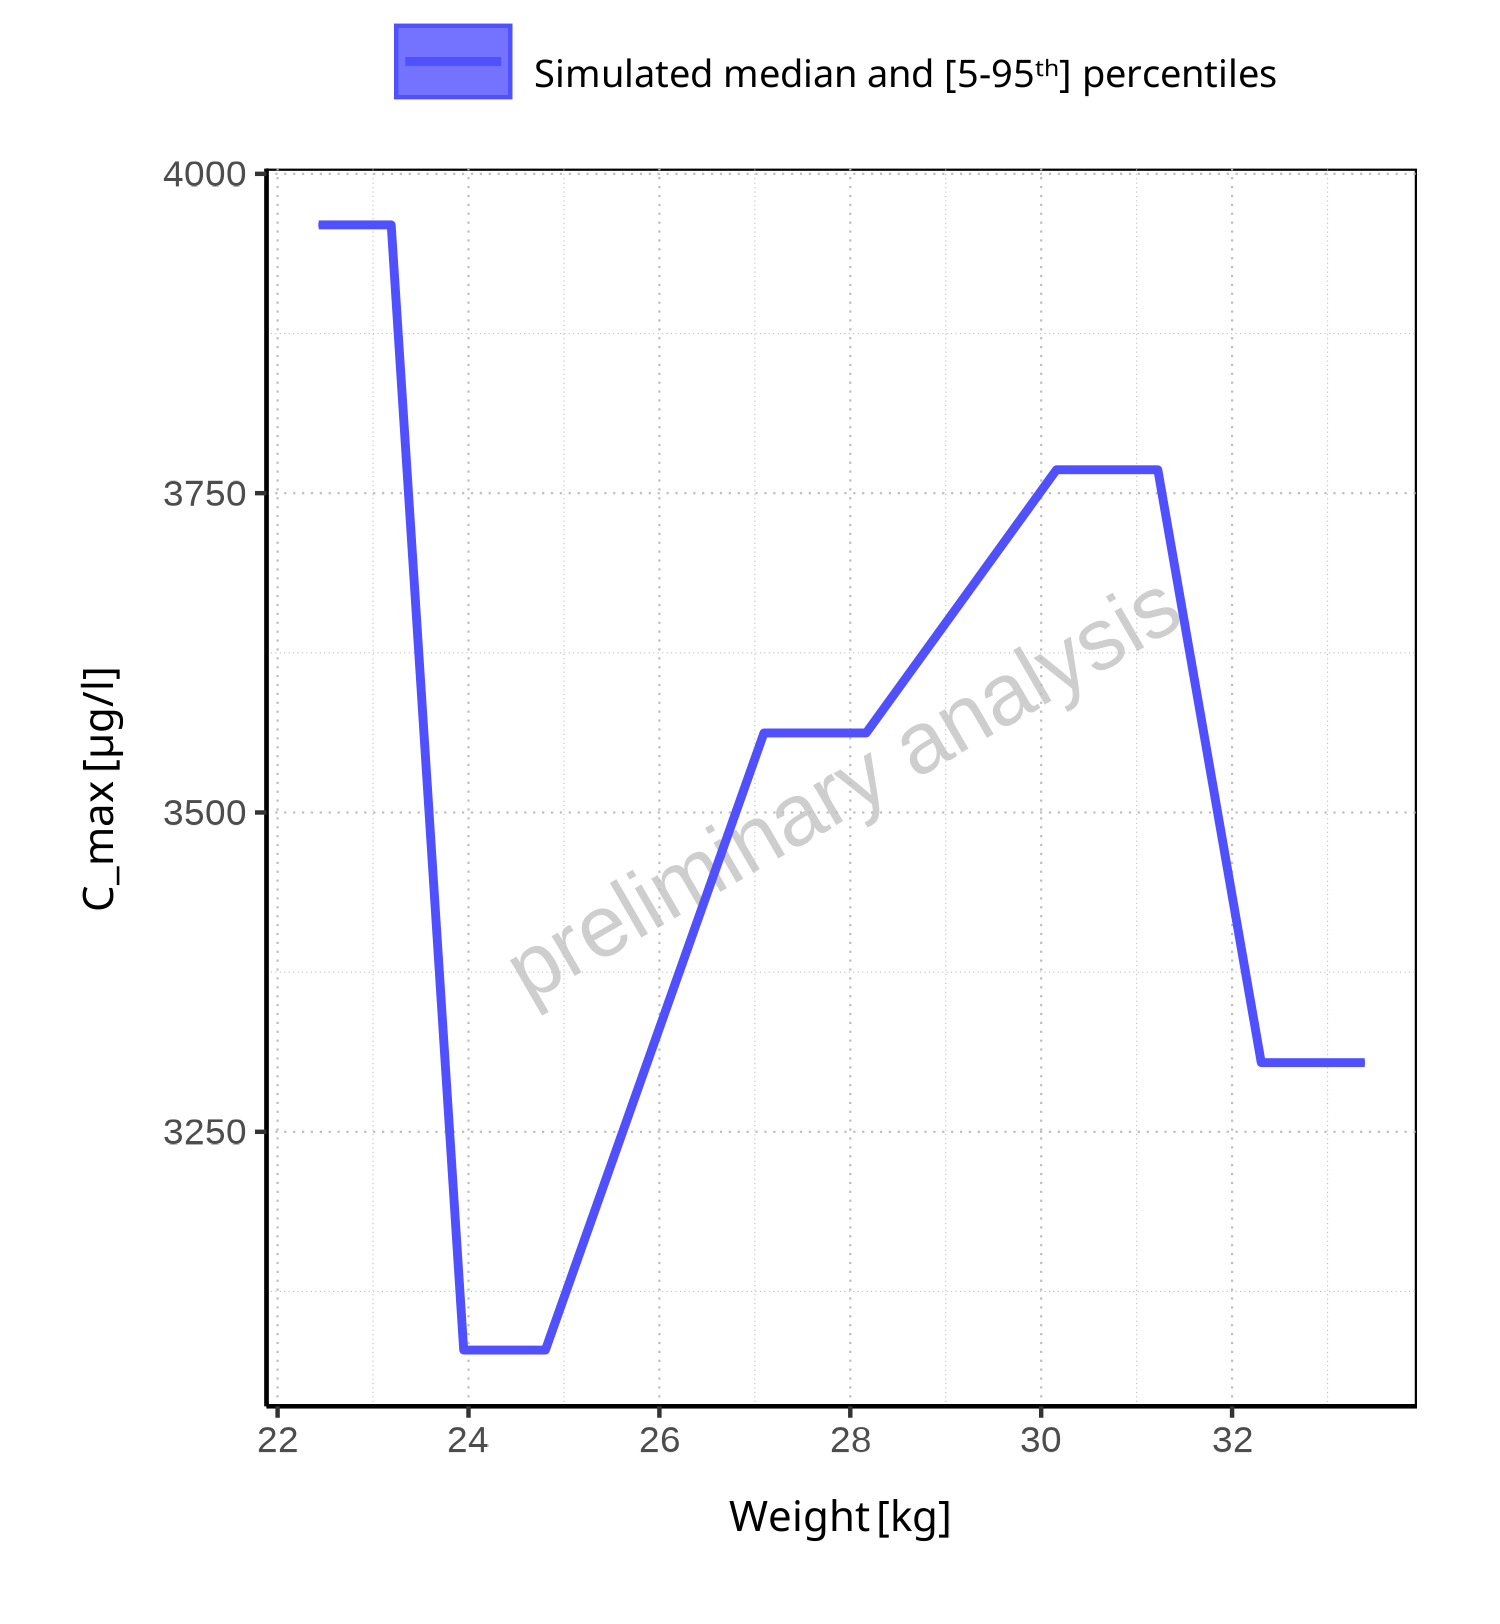 Simulated median and [5-95th] percentiles
4000
3750
3500
3250
C_max [µg/l]
preliminary analysis
22 24 26 28 30 32
Weight [kg]